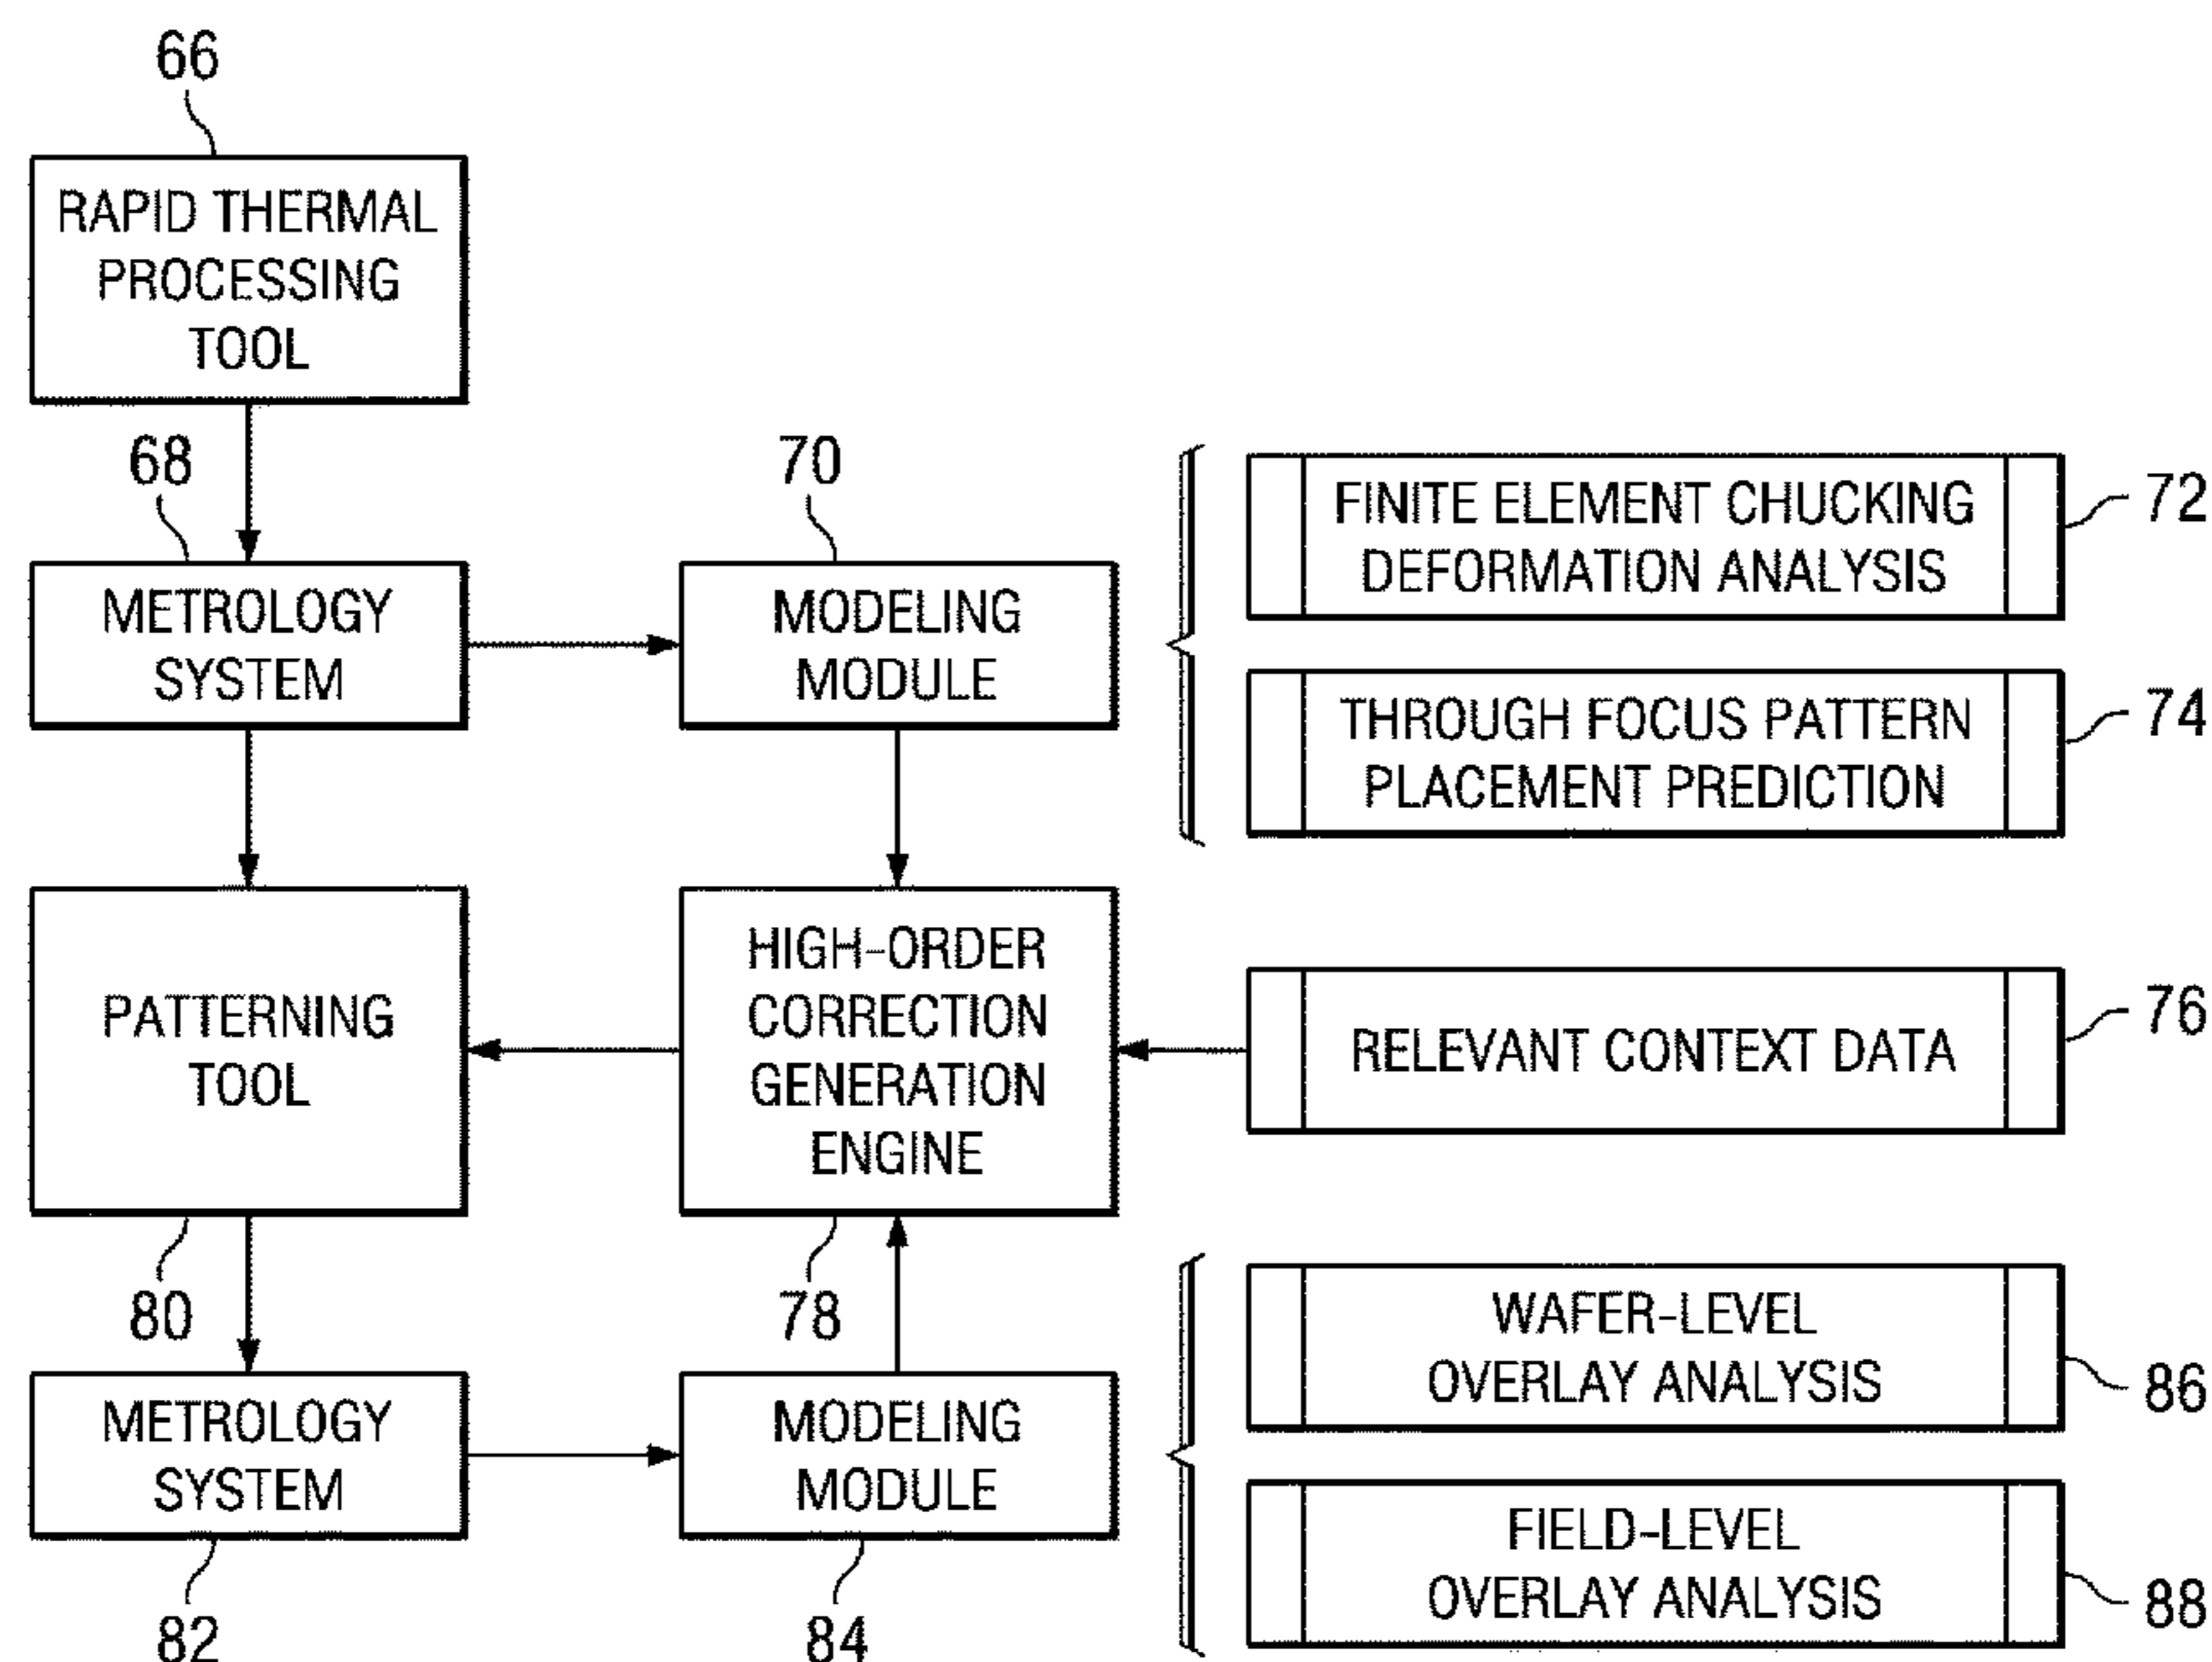 66
RAPID THERMAL
PROCESSING
TOOL
68
METROLOGY
SYSTEM
70
MODELING
MODULE
FINITE ELEMENT CHUCKING
DEFORMATION ANALYSIS
72
THROUGH FOCUS PATTERN
PLACEMENT PREDICTION
74
PATTERNING
TOOL
80
HIGH-ORDER
CORRECTION
GENERATION
ENGINE
78
RELEVANT CONTEXT DATA
76
METROLOGY
SYSTEM
82
MODELING
MODULE
84
WAFER-LEVEL
OVERLAY ANALYSIS
86
FIELD-LEVEL
OVERLAY ANALYSIS
88